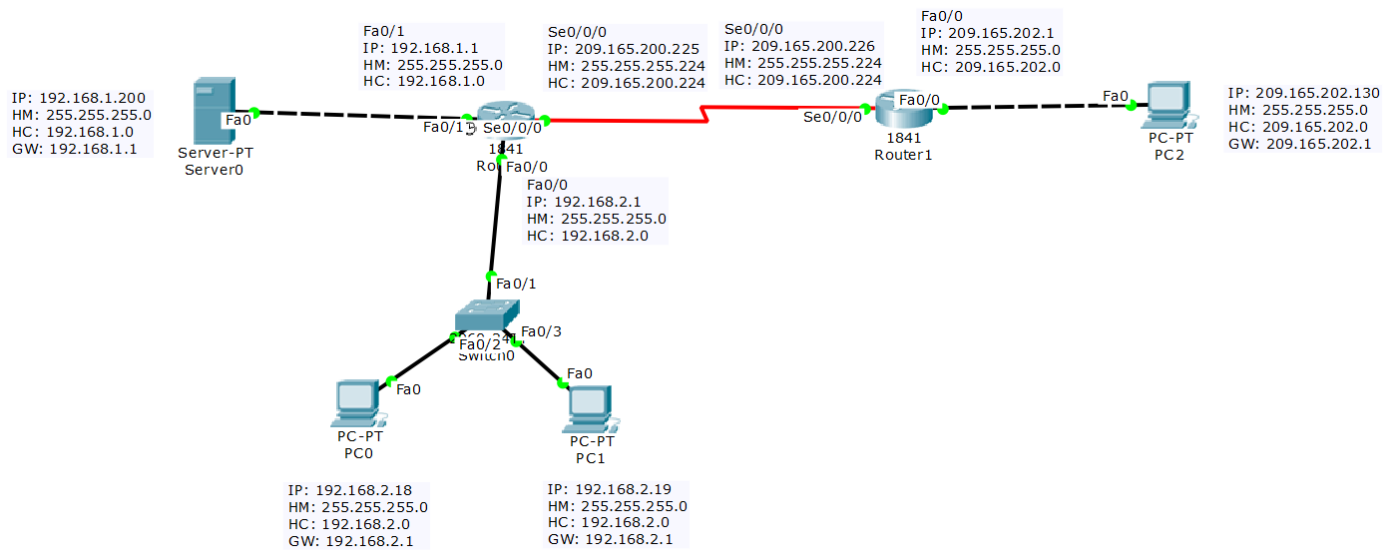 Fa0/1
IP: 192.168.1.1
HM: 255.255.255.0
HC: 192.168.1.0
Se0/0/0
IP: 209.165.200.225
HM: 255.255.255.224
HC: 209.165.200.224
Se0/0/0
IP: 209.165.200.226
HM: 255.255.255.224
HC: 209.165.200.224
Fa0/0
IP: 209.165.202.1
HM: 255.255.255.0
HC: 209.165.202.0
IP: 192.168.1.200
HM: 255.255.255.0
HC: 192.168.1.0
GW: 192.168.1.1
Fa0
Server-PT
Server0
Fa0/1
Se0/0/0
1841
Fa0/0
Se0/0/0
Fa0/0
1841
Router1
Fa0
PC-PT
PC2
IP: 209.165.202.130
HM: 255.255.255.0
HC: 209.165.202.0
GW: 209.165.202.1
Fa0/0
IP: 192.168.2.1
HM: 255.255.255.0
HC: 192.168.2.0
Fa0/1
Fa0/2
Fa0/3
Switch0
Fa0
PC-PT
PC0
Fa0
PC-PT
PC1
IP: 192.168.2.18
HM: 255.255.255.0
HC: 192.168.2.0
GW: 192.168.2.1
IP: 192.168.2.19
HM: 255.255.255.0
HC: 192.168.2.0
GW: 192.168.2.1